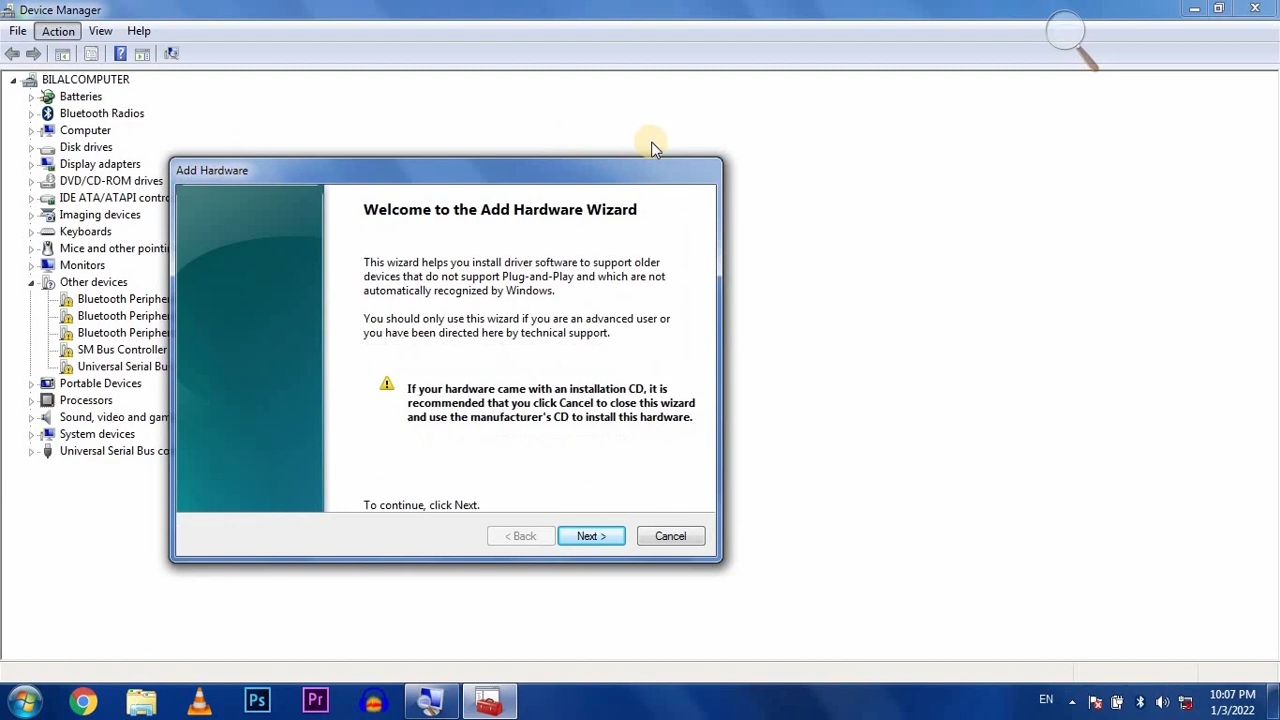 Device Manager
File Action View Help
BILALCOMPUTER
Batteries
Bluetooth Radios
Computer
Disk drives
Display adapters
DVD/CD-ROM drives
IDE ATA/ATAPI contro
Imaging devices
Keyboards
Mice and other pointi
Monitors
Other devices
Bluetooth Periphe
Bluetooth Periphe
Bluetooth Periphe
SM Bus Controller
Universal Serial Bu
Portable Devices
Processors
Sound, video and gam
System devices
Universal Serial Bus co
Add Hardware
Welcome to the Add Hardware Wizard
This wizard helps you install driver software to support older
devices that do not support Plug-and-Play and which are not
automatically recognized by Windows.
You should only use this wizard if you are an advanced user or
you have been directed here by technical support.
If your hardware came with an installation CD, it is
recommended that you click Cancel to close this wizard
and use the manufacturer's CD to install this hardware.
To continue, click Next.
< Back Next > Cancel
Ps Pr EN 10:07 PM
1/3/2022